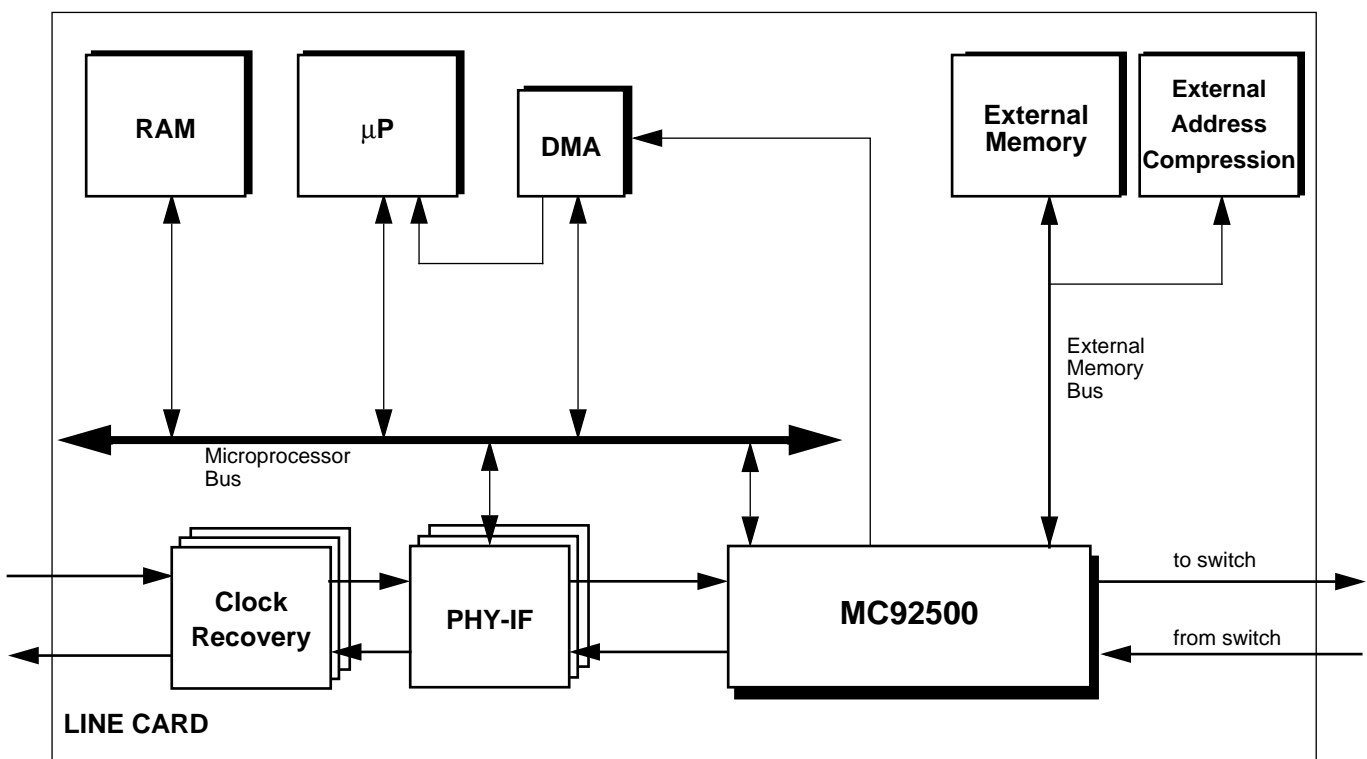 RAM
μP
DMA
External
Memory
External
Address
Compression
External
Memory
Bus
Microprocessor
Bus
Clock
Recovery
PHY-IF
MC92500
to switch
from switch
LINE CARD